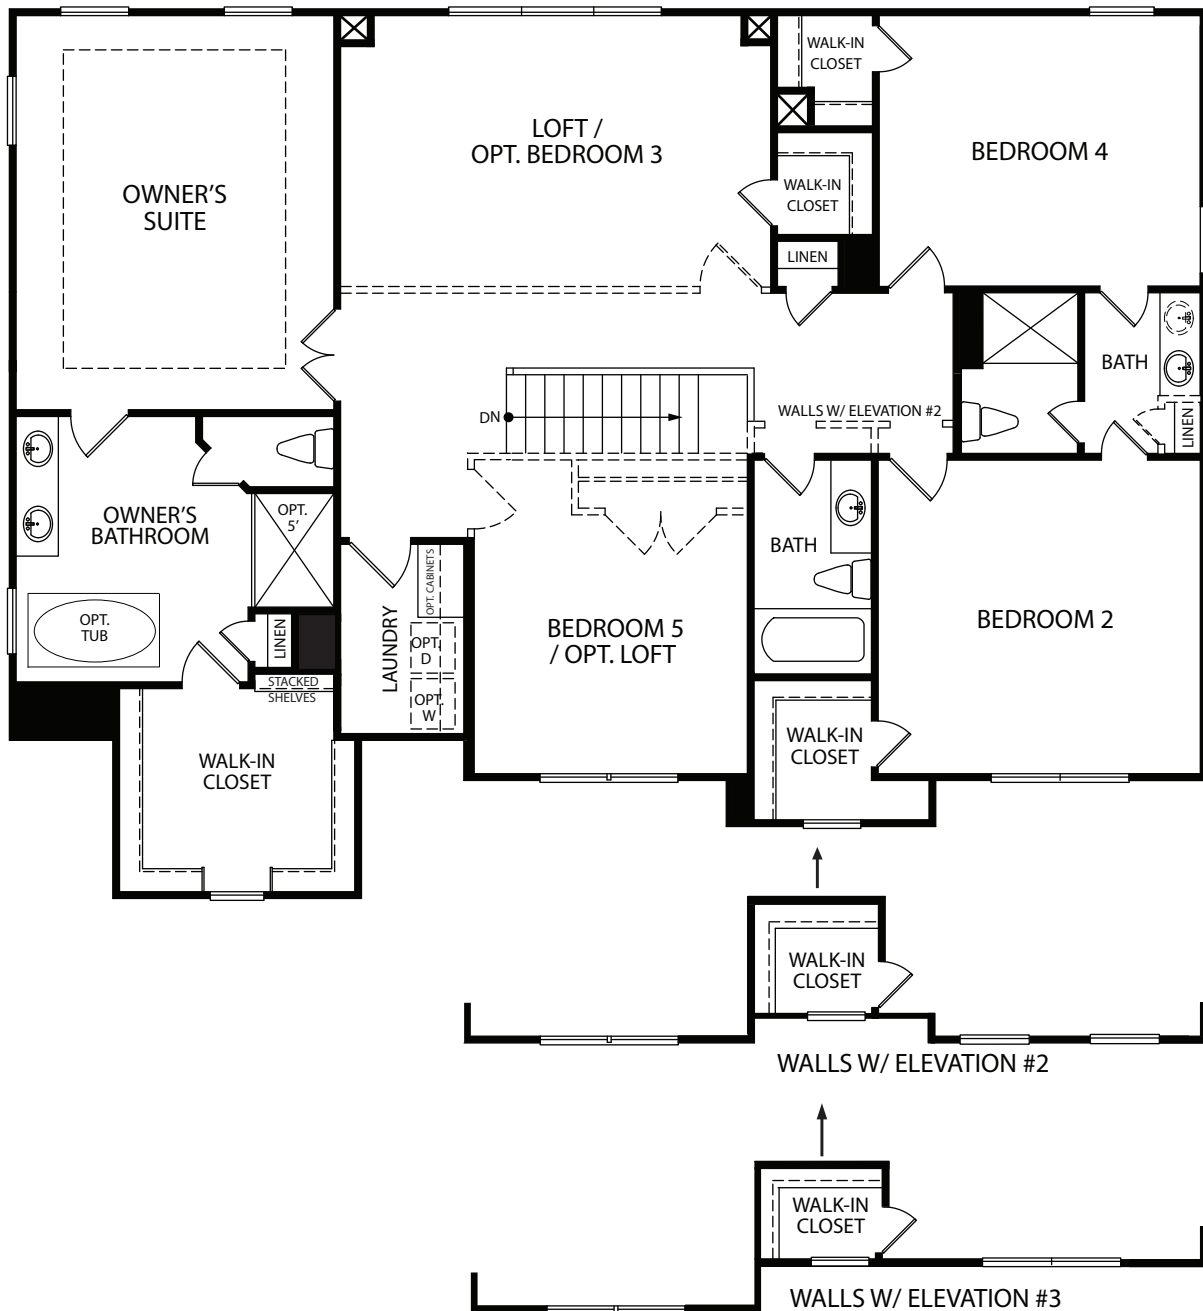 WALK-IN
CLOSET
LOFT /
OPT. BEDROOM 3
BEDROOM 4
OWNER'S
SUITE
WALK-IN
CLOSET
LINEN
BATH
DN
WALLS W/ ELEVATION #2
LINEN
OWNER'S
BATHROOM
OPT.
5'
BATH
OPT. CABINETS
OPT.
TUB
LINEN
LAUNDRY
OPT.
D
BEDROOM 5
/ OPT. LOFT
BEDROOM 2
STACKED
SHELVES
OPT.
W
WALK-IN
CLOSET
WALK-IN
CLOSET
WALK-IN
CLOSET
WALLS W/ ELEVATION #2
WALK-IN
CLOSET
WALLS W/ ELEVATION #3